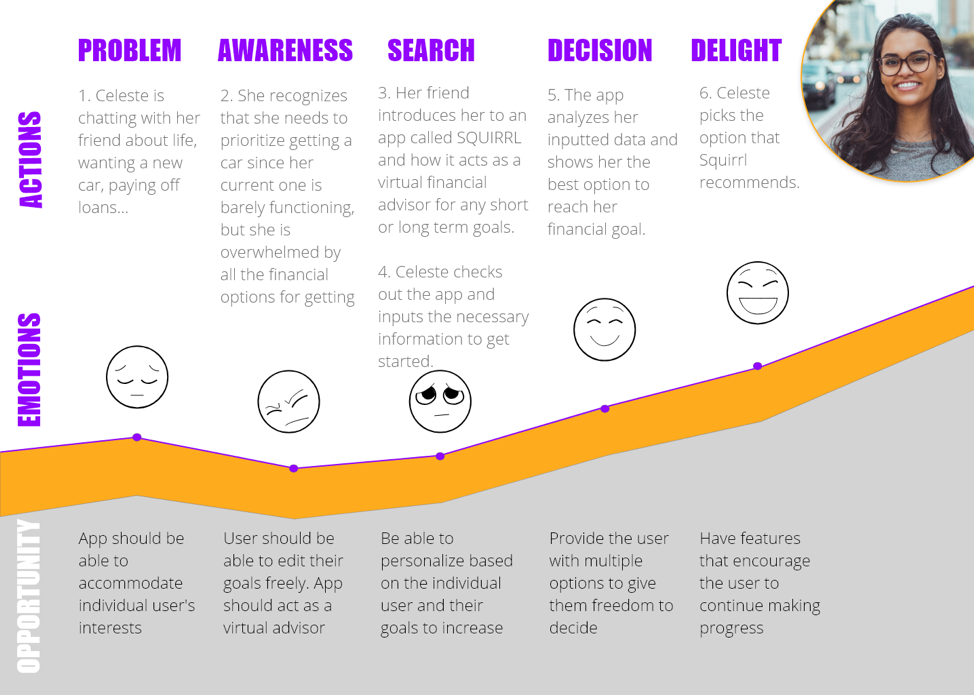 PROBLEM
AWARENESS
SEARCH
DECISION
DELIGHT
ACTIONS
1. Celeste is
chatting with her
friend about life,
wanting a new
car, paying off
loans...
2. She recognizes
that she needs to
prioritize getting a
car since her
current one is
barely functioning,
but she is
overwhelmed by
all the financial
options for getting
3. Her friend
introduces her to an
app called SQUIRRL
and how it acts as a
virtual financial
advisor for any short
or long term goals.
4. Celeste checks
out the app and
inputs the necessary
information to get
started.
5. The app
analyzes her
inputted data and
shows her the
best option to
reach her
financial goal.
6. Celeste
picks the
option that
Squirrl
recommends.
EMOTIONS
OPPORTUNITY
App should be
able to
accommodate
individual user's
interests
User should be
able to edit their
goals freely. App
should act as a
virtual advisor
Be able to
personalize based
on the individual
user and their
goals to increase
Provide the user
with multiple
options to give
them freedom to
decide
Have features
that encourage
the user to
continue making
progress